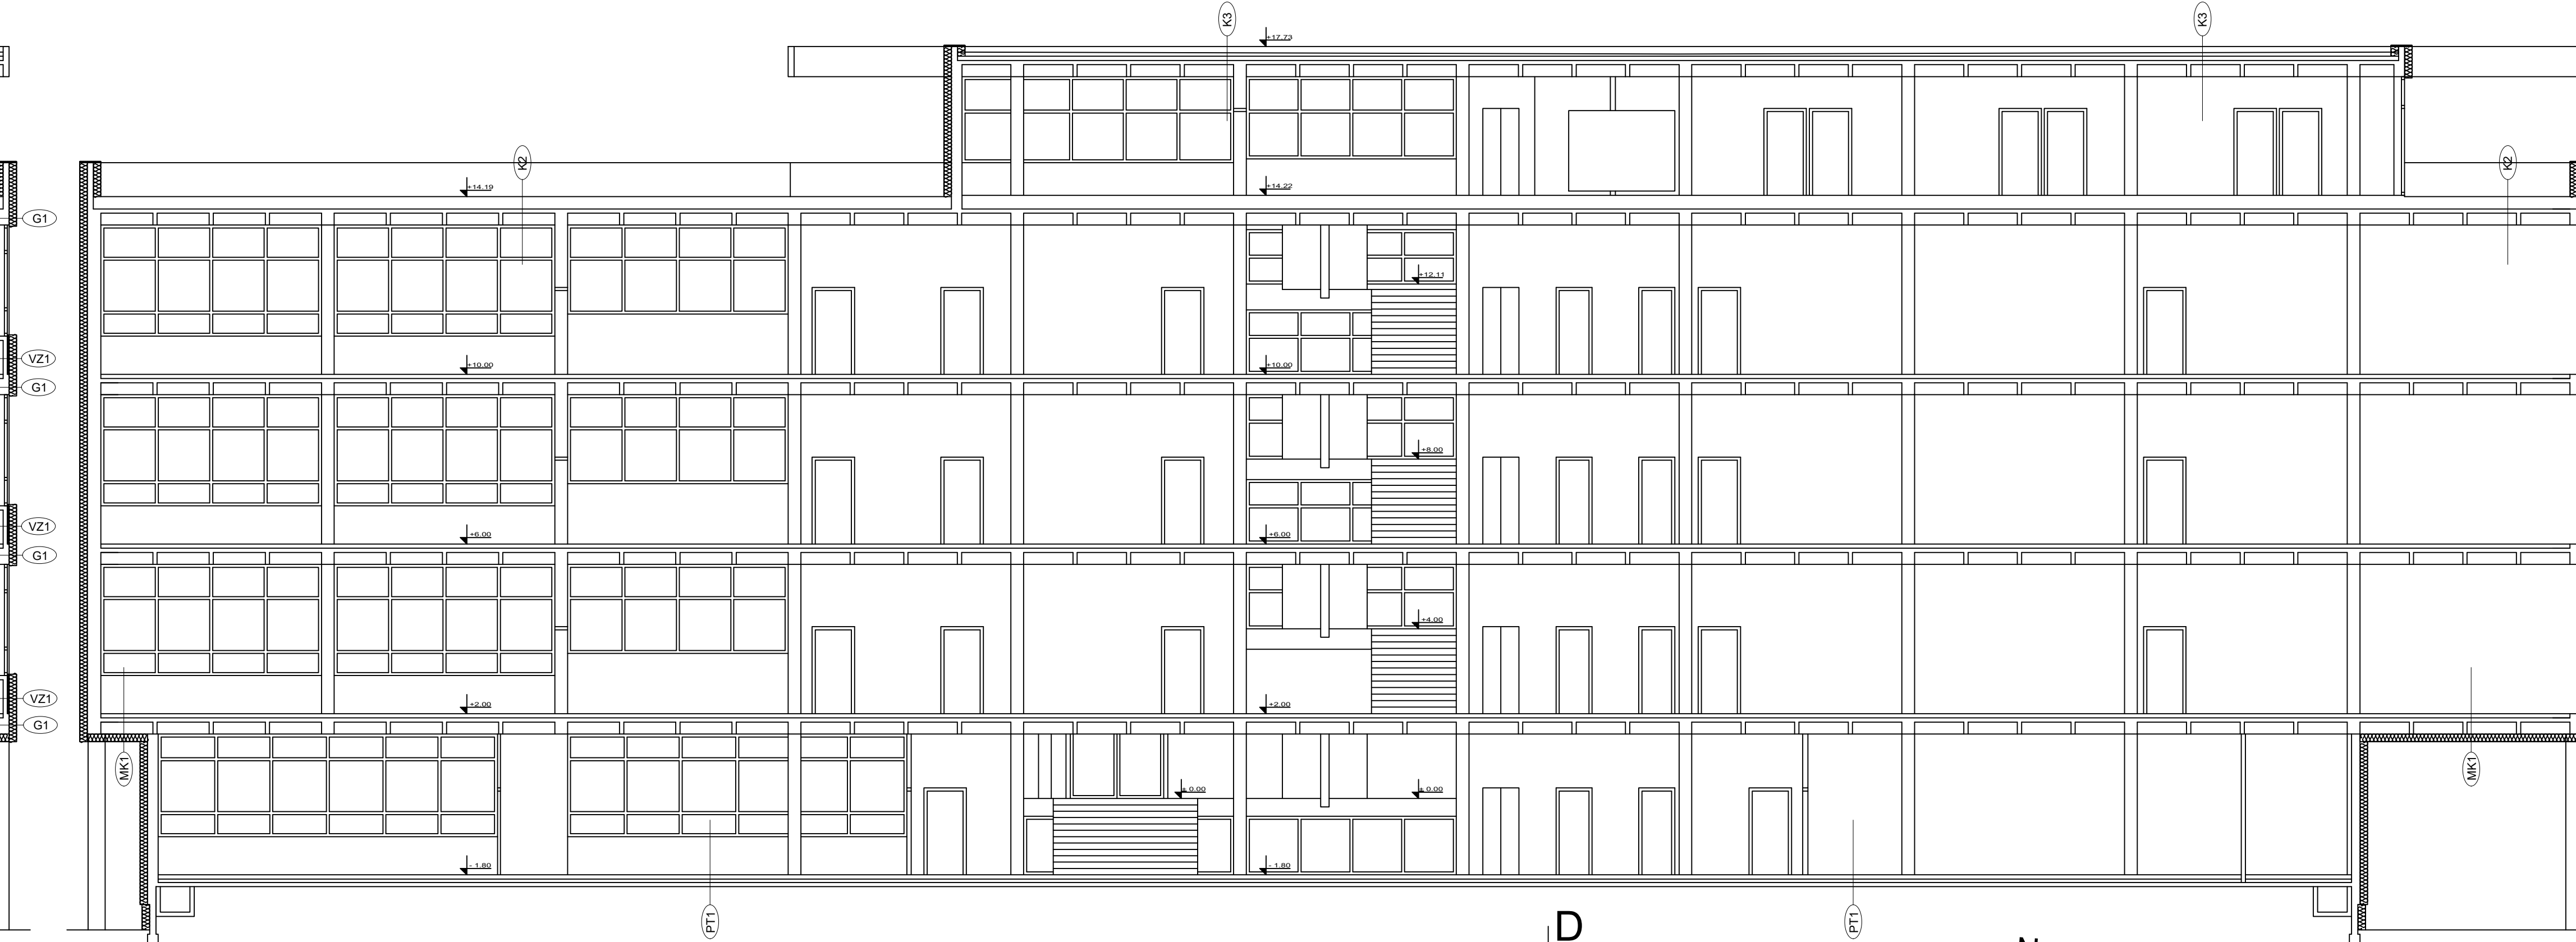 K3
K3
+17.73
K2
K2
+14.19
+14.22
G1
+12.11
VZ1
+10.00
+10.00
G1
+8.00
VZ1
+6.00
+6.00
G1
+4.00
VZ1
+2.00
+2.00
G1
MK1
MK1
± 0.00
± 0.00
- 1.80
- 1.80
PT1
PT1
D